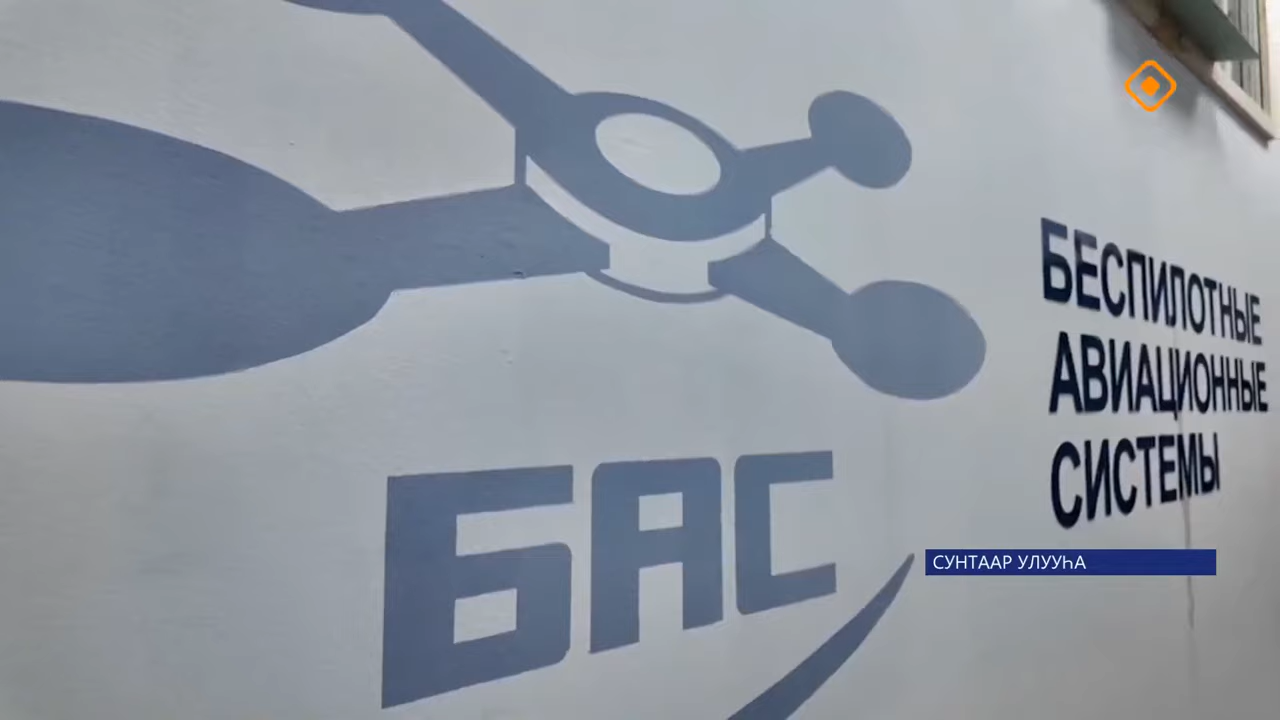 БЕСПИЛОТНЫЕ
АВИАЦИОННЫЕ
СИСТЕМЫ
БАС
СУНТААР УЛУУҺА